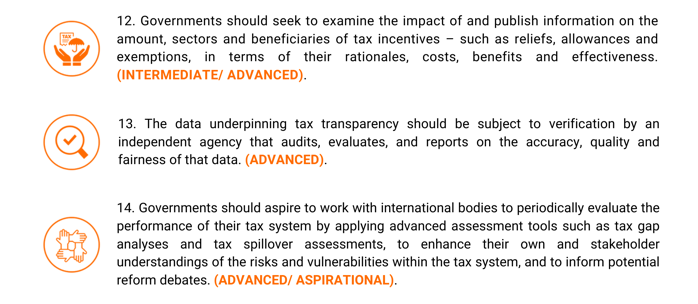 12. Governments should seek to examine the impact of and publish information on the
amount, sectors and beneficiaries of tax incentives – such as reliefs, allowances and
exemptions, in terms of their rationales, costs, benefits and effectiveness.
(INTERMEDIATE/ ADVANCED).
TAX
13. The data underpinning tax transparency should be subject to verification by an
independent agency that audits, evaluates, and reports on the accuracy, quality and
fairness of that data. (ADVANCED).
14. Governments should aspire to work with international bodies to periodically evaluate the
performance of their tax system by applying advanced assessment tools such as tax gap
analyses and tax spillover assessments, to enhance their own and stakeholder
understandings of the risks and vulnerabilities within the tax system, and to inform potential
reform debates. (ADVANCED/ ASPIRATIONAL).